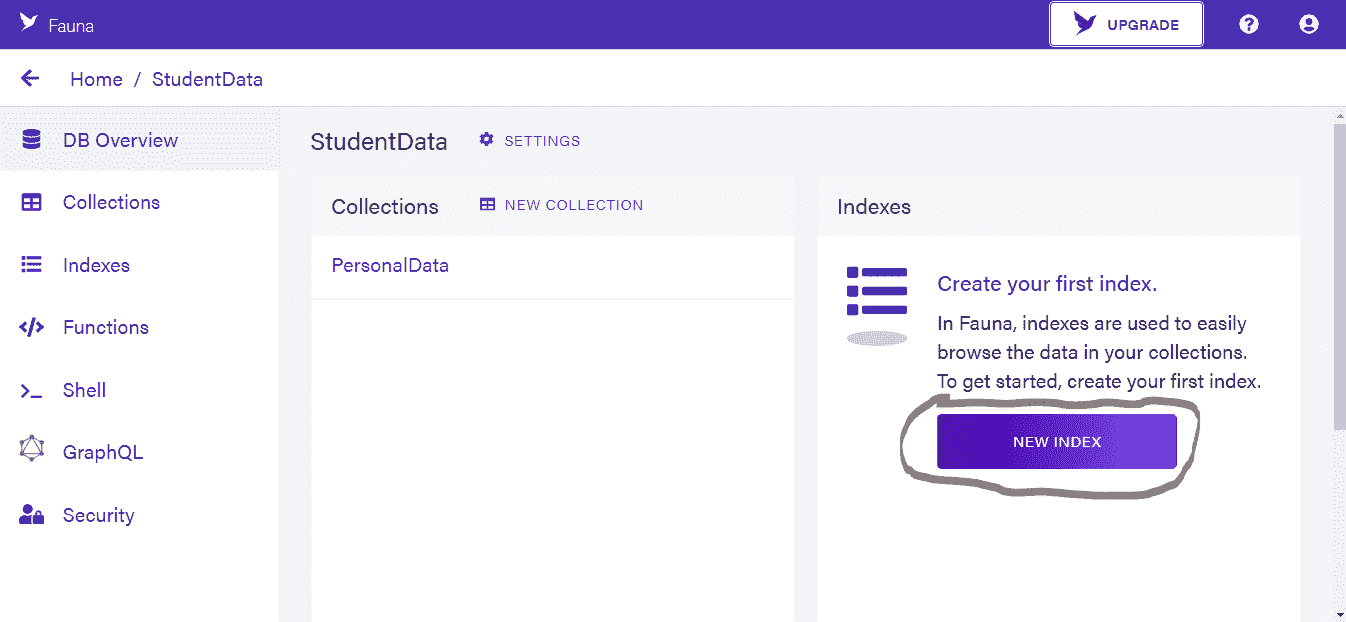 Fauna
UPGRADE
Home / StudentData
DB Overview
Collections
Indexes
Functions
Shell
GraphQL
Security
StudentData
SETTINGS
Collections
NEW COLLECTION
PersonalData
Indexes
Create your first index.
In Fauna, indexes are used to easily
browse the data in your collections.
To get started, create your first index.
NEW INDEX